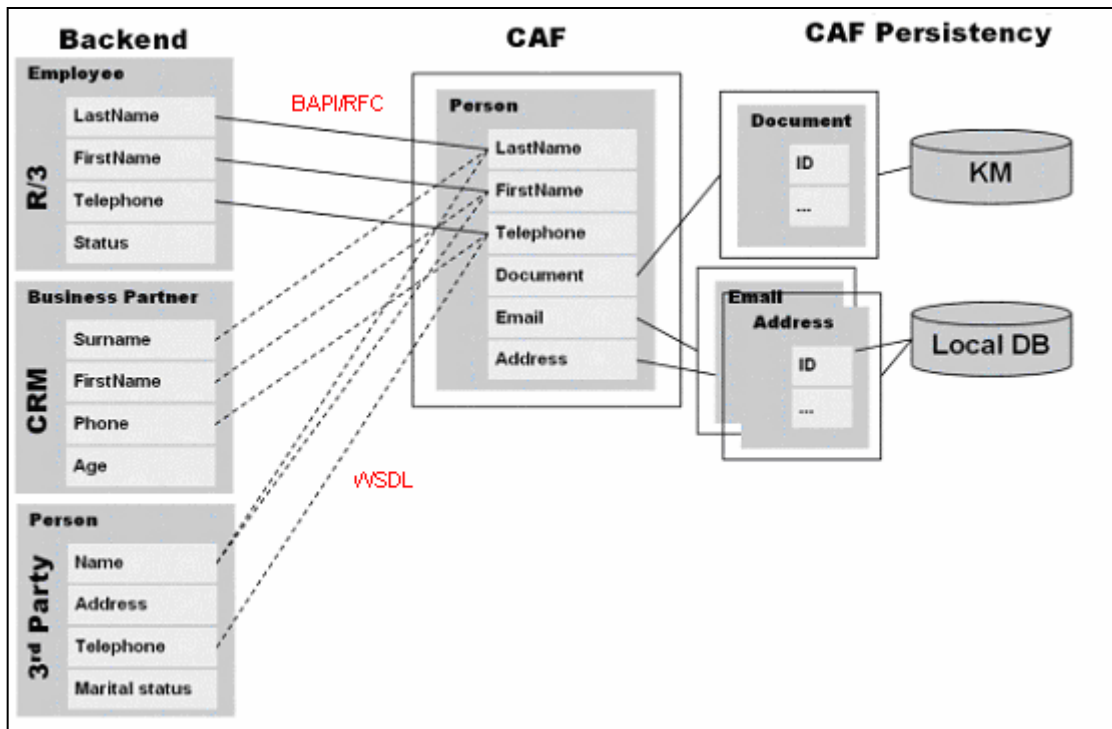 Backend
CAF
CAF Persistency
Employee
R/3
LastName
FirstName
Telephone
Status
BAPI/RFC
Person
LastName
FirstName
Telephone
Document
Email
Address
Document
ID
...
KM
Business Partner
CRM
Surname
FirstName
Phone
Age
Email
Address
ID
...
Local DB
WSDL
Person
3rd Party
Name
Address
Telephone
Marital status